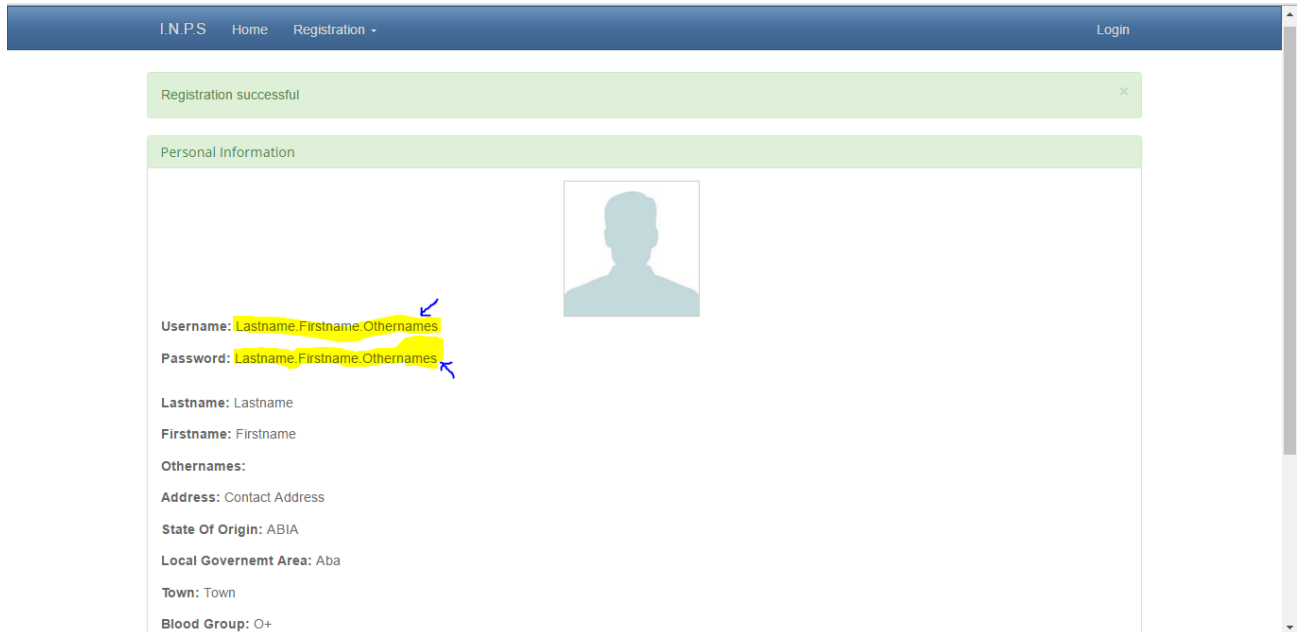 I.N.P.S Home Registration Login
Registration successful ×
Personal Information
Username: Lastname.Firstname.Othernames
Password: Lastname.Firstname.Othernames
Lastname: Lastname
Firstname: Firstname
Othernames:
Address: Contact Address
State Of Origin: ABIA
Local Governemt Area: Aba
Town: Town
Blood Group: O+